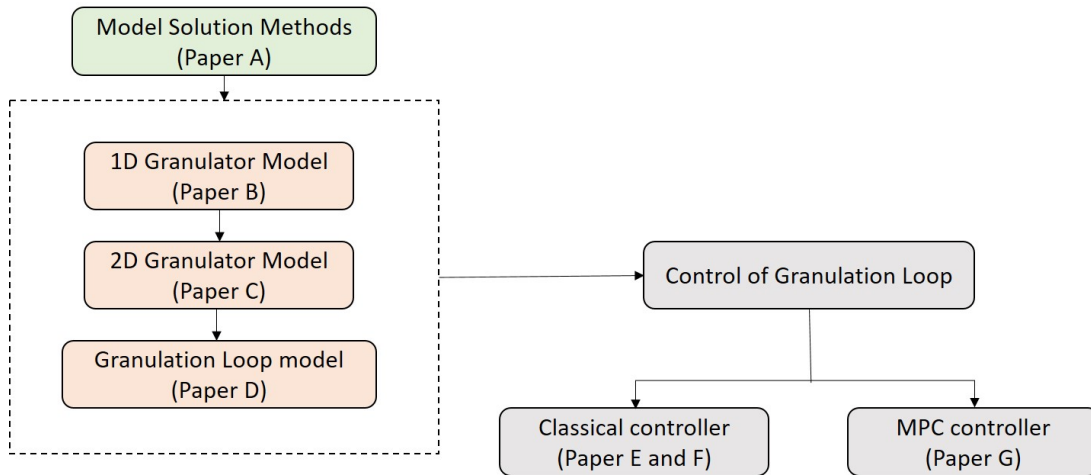 Model Solution Methods
(Paper A)
1D Granulator Model
(Paper B)
2D Granulator Model
(Paper C)
Granulation Loop model
(Paper D)
Control of Granulation Loop
Classical controller
(Paper E and F)
MPC controller
(Paper G)